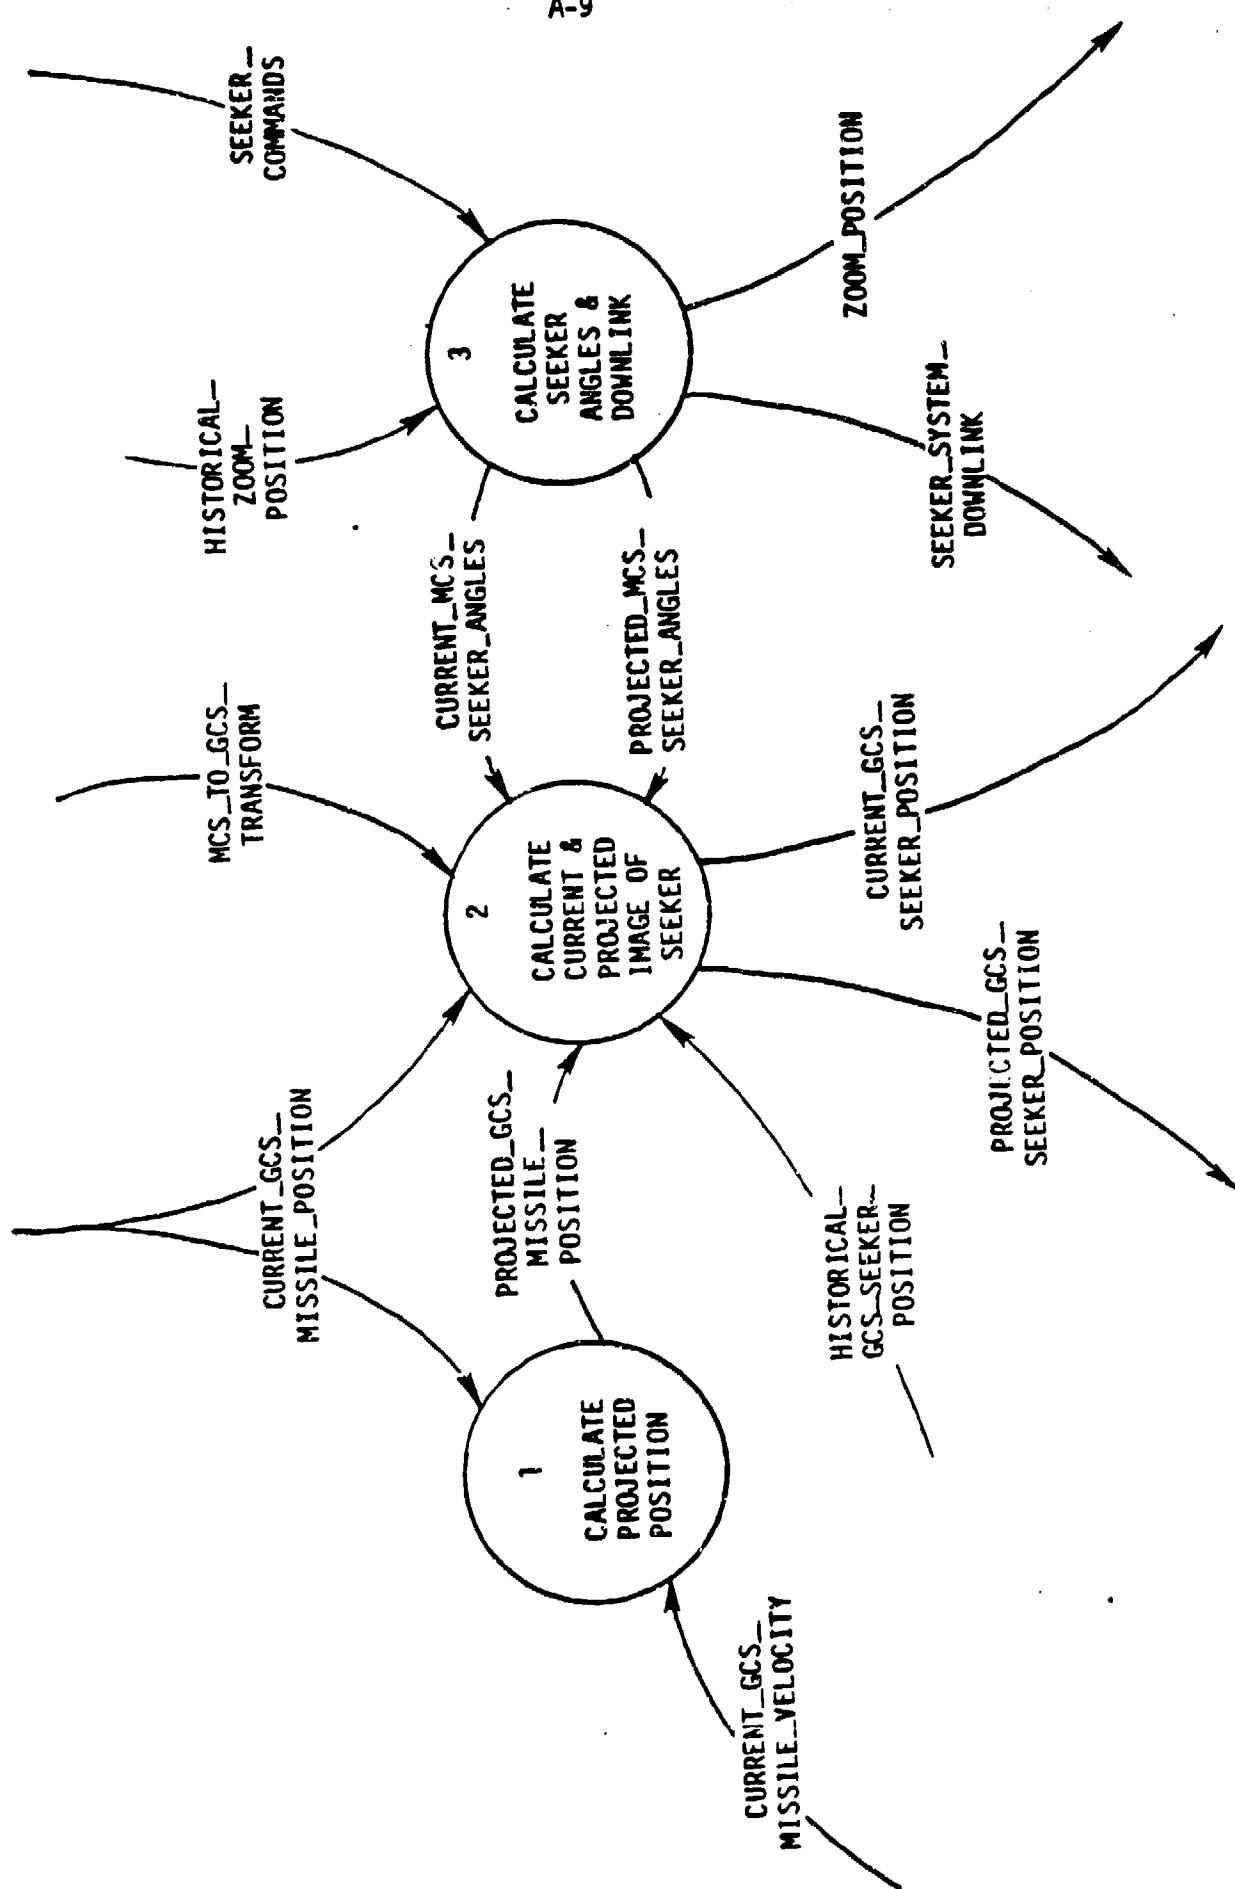 A-9
CURRENT_GCS_
MISSILE_POSITION
MCS_TO_GCS_
TRANSFORM
HISTORICAL_
ZOOM_
POSITION
SEEKER_
COMMANDS
1
CALCULATE
PROJECTED
POSITION
PROJECTED_GCS_
MISSILE_
POSITION
2
CALCULATE
CURRENT &
PROJECTED
IMAGE OF
SEEKER
CURRENT_MCS_
SEEKER_ANGLES
PROJECTED_MCS_
SEEKER_ANGLES
3
CALCULATE
SEEKER
ANGLES &
DOWNLINK
CURRENT_GCS_
MISSILE_VELOCITY
HISTORICAL_
GCS_SEEKER_
POSITION
PROJECTED_GCS_
SEEKER_POSITION
CURRENT_GCS_
SEEKER_POSITION
SEEKER_SYSTEM_
DOWNLINK
ZOOM_POSITION